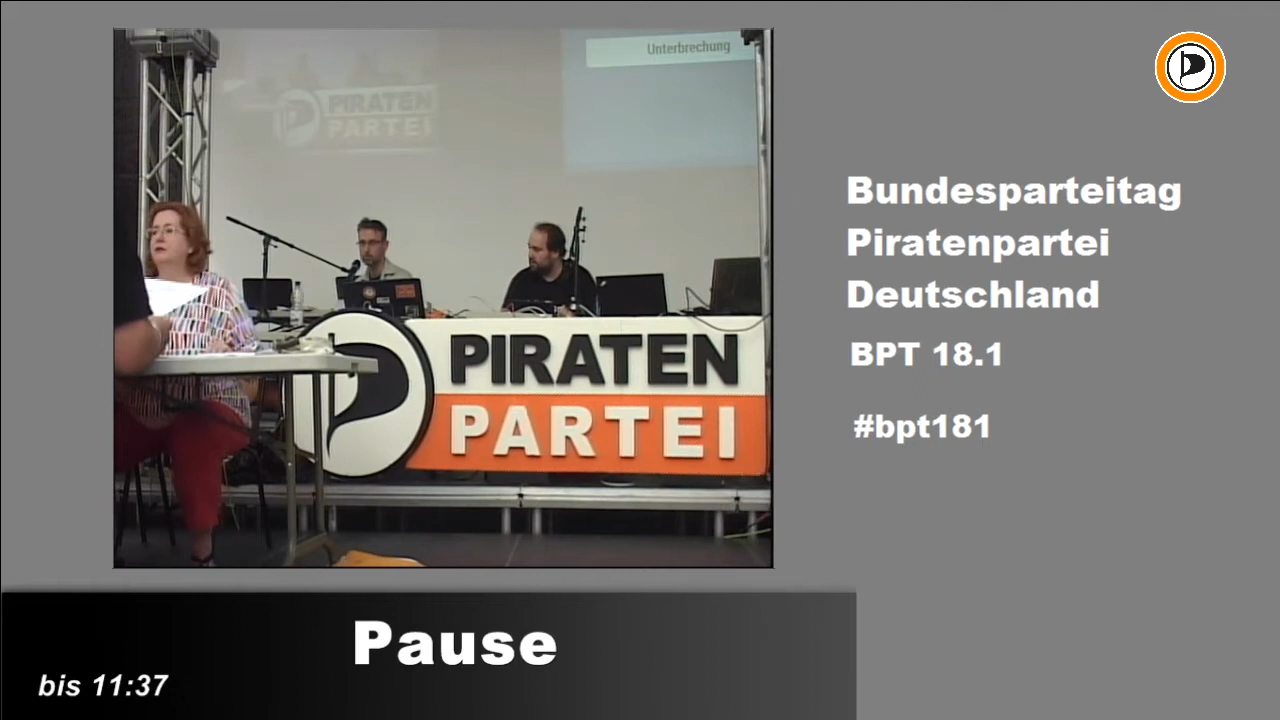 Unterbrechung
PIRATEN
PARTEI
PIRATEN
PARTEI
Bundesparteitag
Piratenpartei
Deutschland
BPT 18.1
#bpt181
Pause
bis 11:37